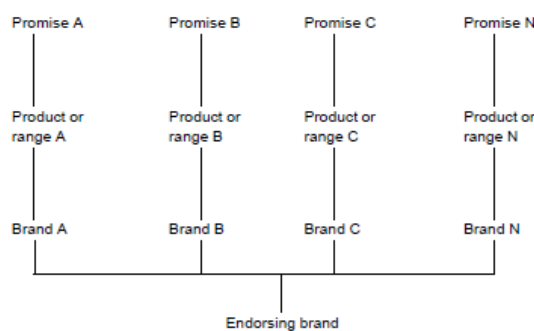 Promise A
Promise B
Promise C
Promise N
Product or
range A
Product or
range B
Product or
range C
Product or
range N
Brand A
Brand B
Brand C
Brand N
Endorsing brand